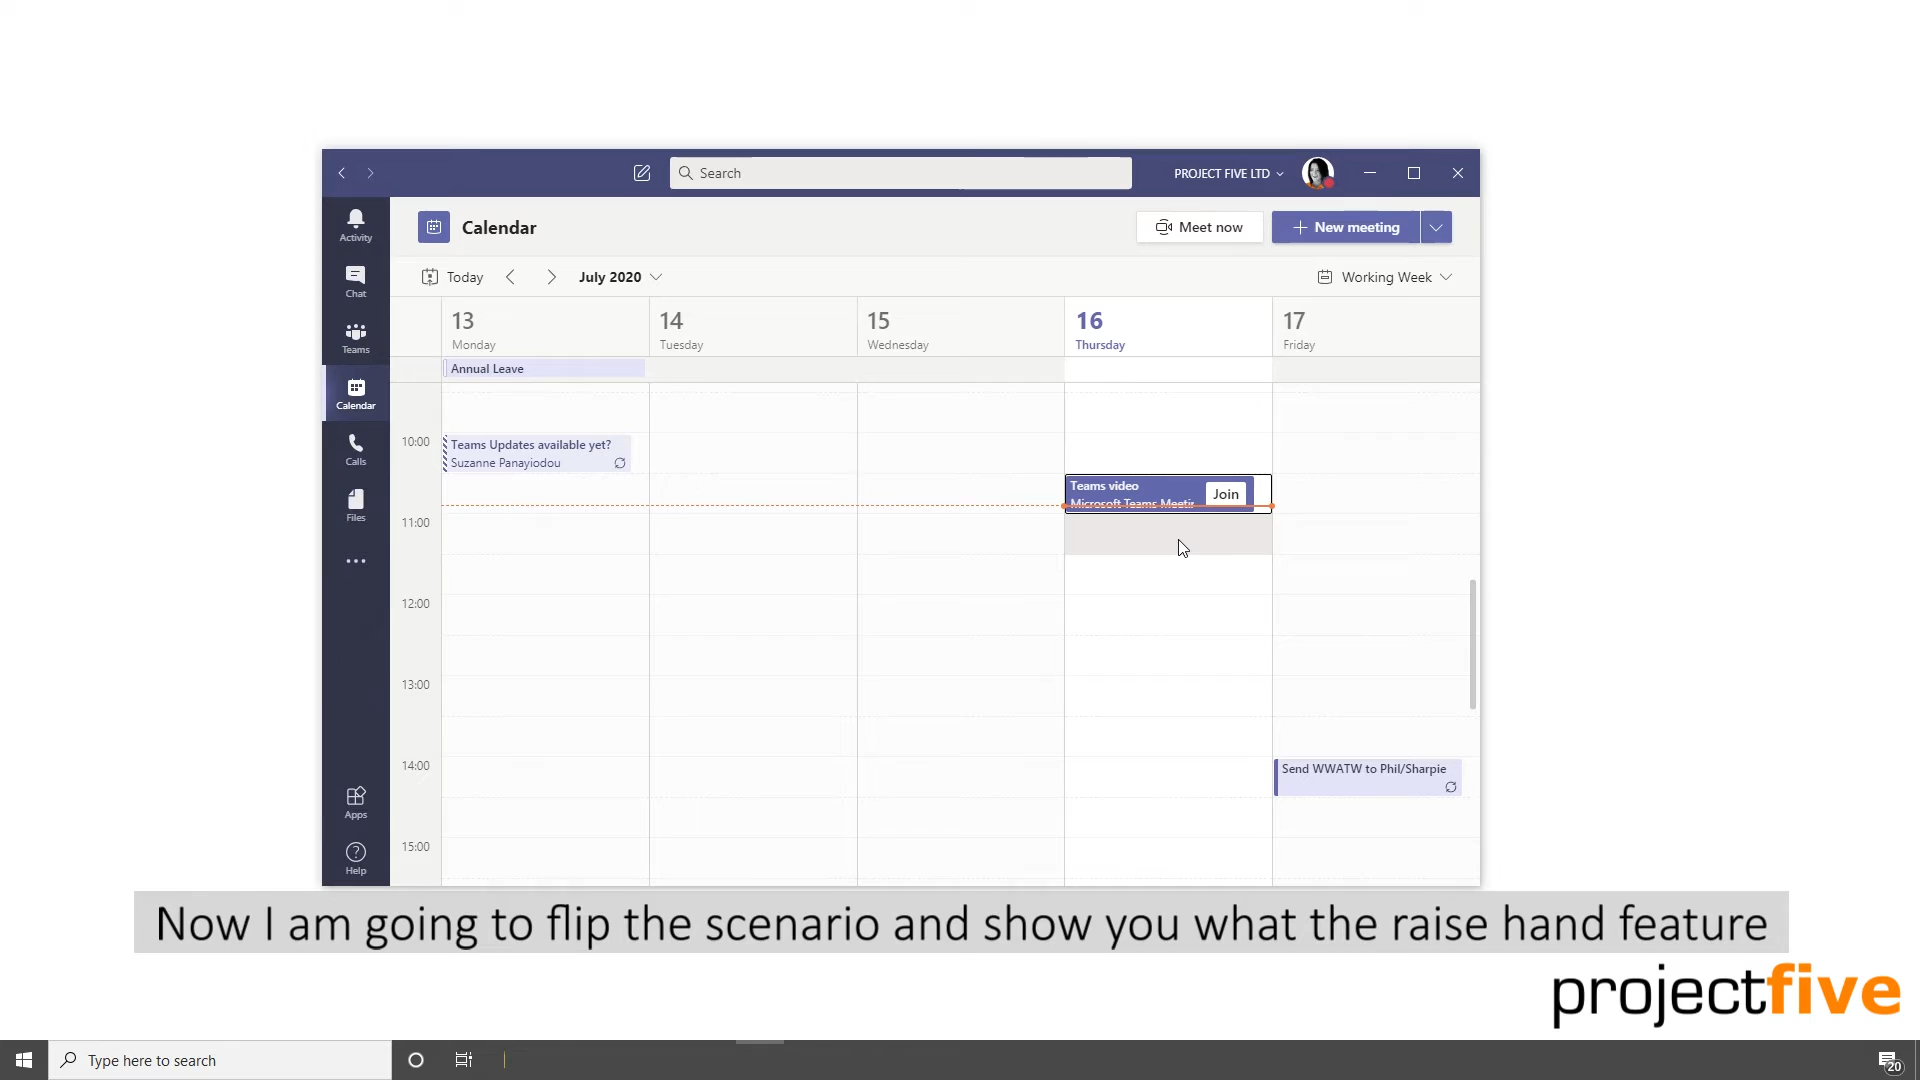 Search
PROJECT FIVE LTD
Activity
Chat
Teams
Calendar
Calls
Files
Apps
Help
Calendar
Meet now
New meeting
Today
July 2020
Working Week
13
Monday
14
Tuesday
15
Wednesday
16
Thursday
17
Friday
Annual Leave
10:00
11:00
12:00
13:00
14:00
15:00
Teams Updates available yet?
Suzanne Panayiodou
Teams video
Microsoft Teams Meetin
Join
Send WWATW to Phil/Sharpie
Now I am going to flip the scenario and show you what the raise hand feature
projectfive
Type here to search
20